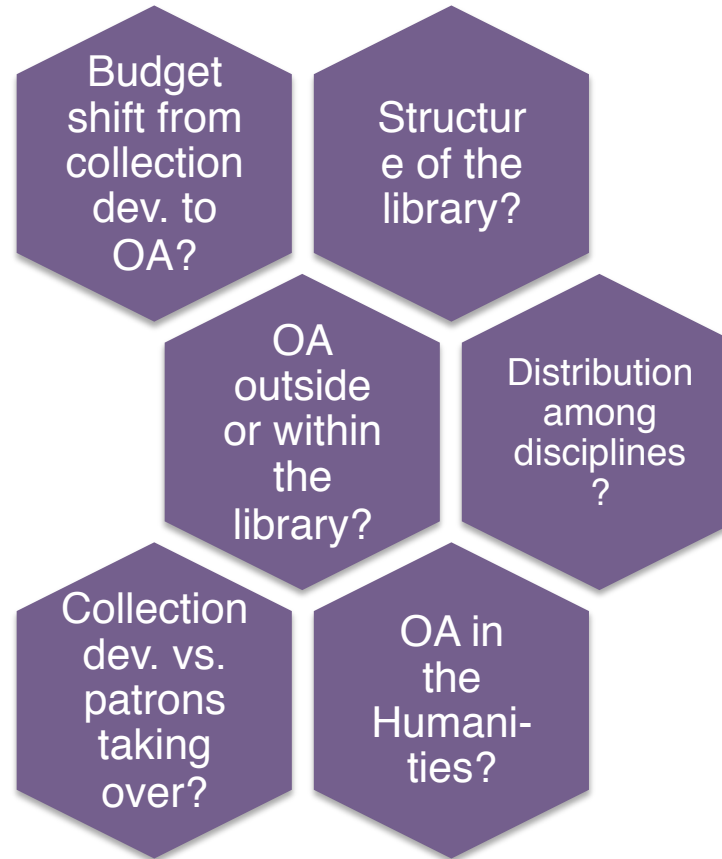 Budget
shift from
collection
dev. to
OA?
Structur
e of the
library?
OA
outside
or within
the
library?
Distribution
among
disciplines
?
Collection
dev. vs.
patrons
taking
over?
OA in
the
Humani-
ties?